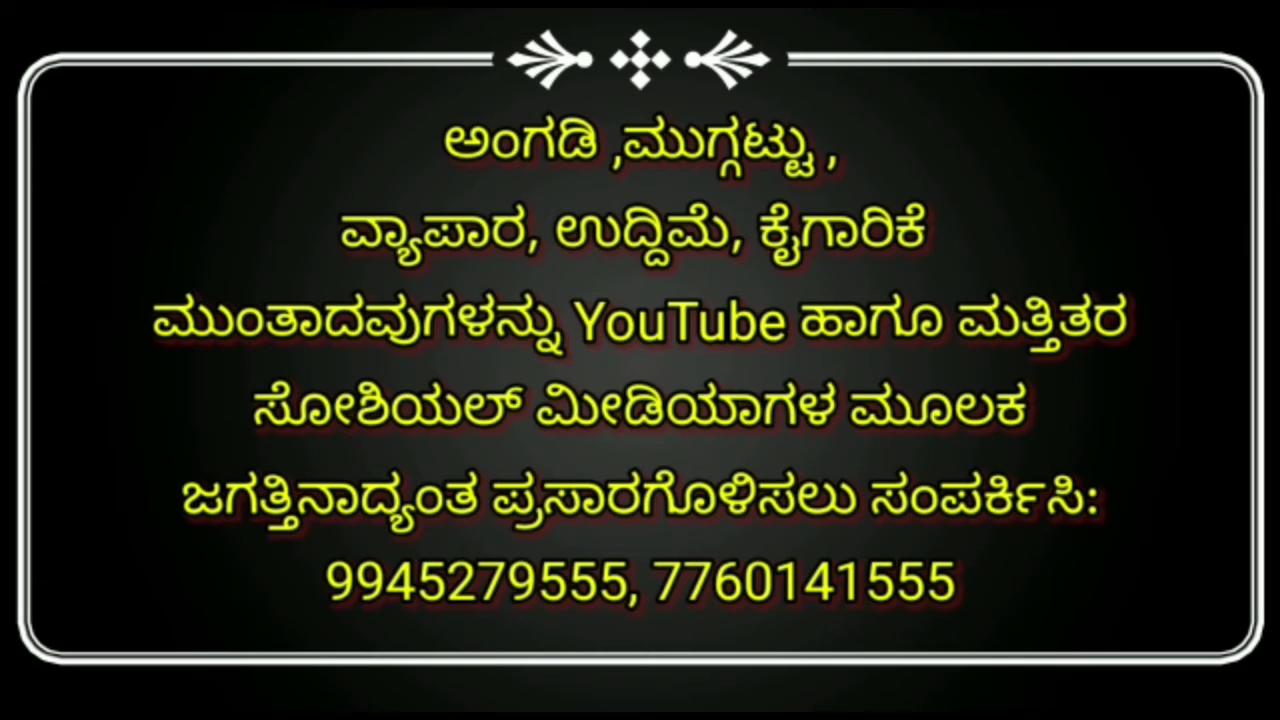 ಅಂಗಡಿ ,ಮುಗ್ಗಟ್ಟು ,
ವ್ಯಾಪಾರ, ಉದ್ದಿಮೆ, ಕೈಗಾರಿಕೆ
ಮುಂತಾದವುಗಳನ್ನು YouTube ಹಾಗೂ ಮತ್ತಿತರ
ಸೋಶಿಯಲ್ ಮೀಡಿಯಾಗಳ ಮೂಲಕ
ಜಗತ್ತಿನಾದ್ಯಂತ ಪ್ರಸಾರಗೊಳಿಸಲು ಸಂಪರ್ಕಿಸಿ:
9945279555, 7760141555